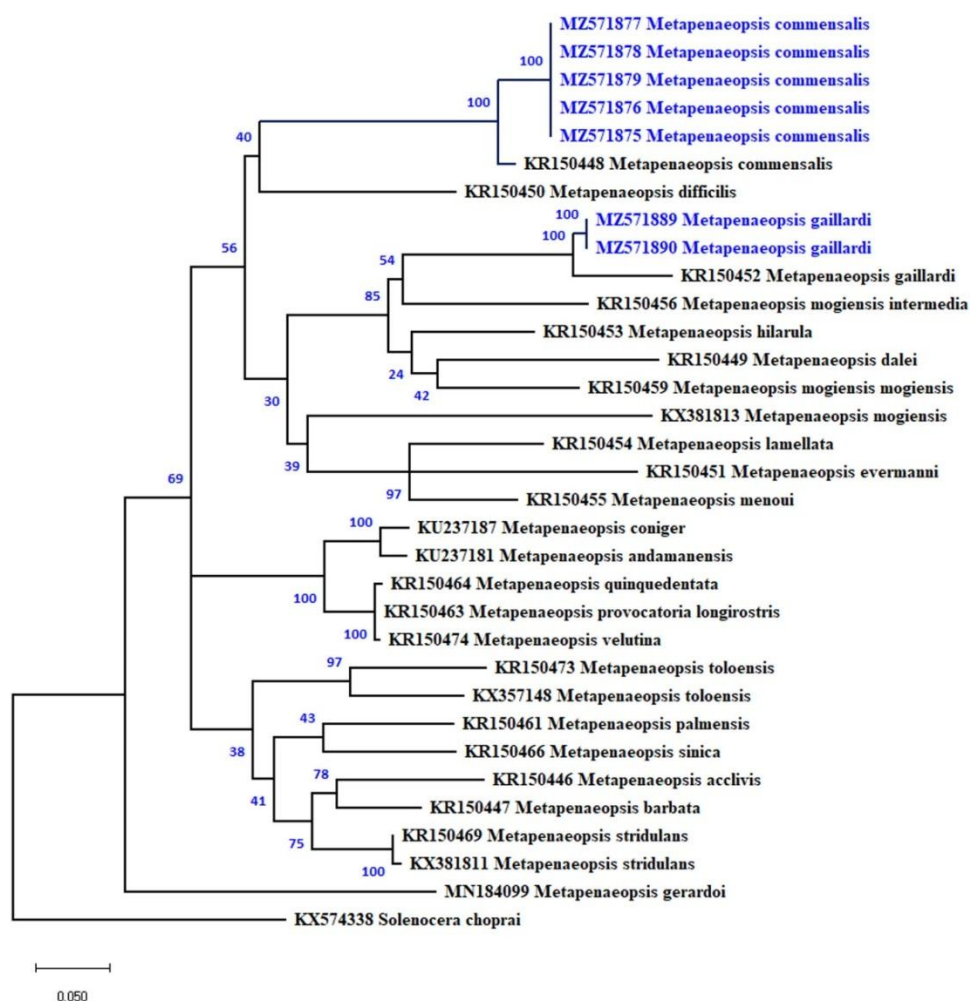 MZ571877 Metapenaeopsis commensalis
MZ571878 Metapenaeopsis commensalis
100
MZ571879 Metapenaeopsis commensalis
100
MZ571876 Metapenaeopsis commensalis
MZ571875 Metapenaeopsis commensalis
40
KR150448 Metapenaeopsis commensalis
KR150450 Metapenaeopsis difficilis
100
MZ571889 Metapenaeopsis gaillardi
100
MZ571890 Metapenaeopsis gaillardi
56
54
KR150452 Metapenaeopsis gaillardi
85
KR150456 Metapenaeopsis mogiensis intermedia
KR150453 Metapenaeopsis hilarula
KR150449 Metapenaeopsis dalei
24
KR150459 Metapenaeopsis mogiensis mogiensis
42
30
KX381813 Metapenaeopsis mogiensis
KR150454 Metapenaeopsis lamellata
39
KR150451 Metapenaeopsis evermanni
69
97
KR150455 Metapenaeopsis menoui
100
KU237187 Metapenaeopsis coniger
KU237181 Metapenaeopsis andamanensis
KR150464 Metapenaeopsis quinquedentata
100
KR150463 Metapenaeopsis provocatoria longirostris
100
KR150474 Metapenaeopsis velutina
97
KR150473 Metapenaeopsis toloensis
KX357148 Metapenaeopsis toloensis
43
KR150461 Metapenaeopsis palmensis
38
KR150466 Metapenaeopsis sinica
78
KR150446 Metapenaeopsis acclivis
41
KR150447 Metapenaeopsis barbata
75
KR150469 Metapenaeopsis stridulans
100
KX381811 Metapenaeopsis stridulans
MN184099 Metapenaeopsis gerardoi
KX574338 Solenocera choprai
0.050